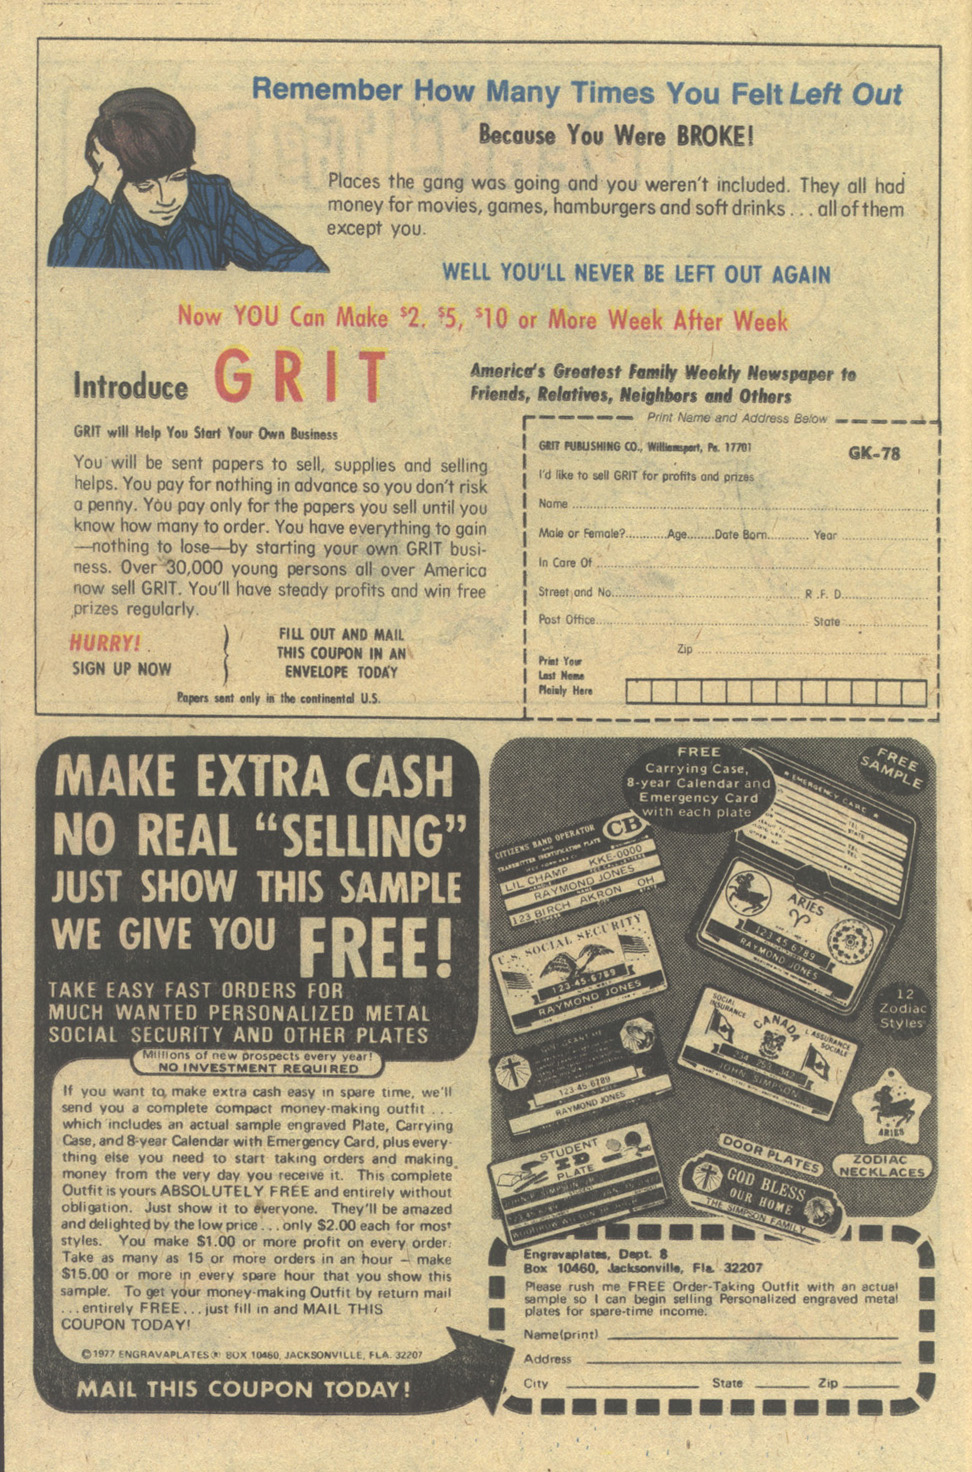 Remember How Many Times You Felt Left Out
Because You Were BROKE!
Places the gang was going and you weren't included. They all had
money for movies, games, hamburgers and soft drinks . . . all of them
except you.
WELL YOU'LL NEVER BE LEFT OUT AGAIN
Now YOU Can Make $2. $5, $10 or More Week After Week
Introduce GRIT
America's Greatest Family Weekly Newspaper to
Friends, Relatives, Neighbors and Others
GRIT will Help You Start Your Own Business
You will be sent papers to sell, supplies and selling
helps. You pay for nothing in advance so you don't risk
a penny. You pay only for the papers you sell until you
know how many to order. You have everything to gain
—nothing to lose—by starting your own GRIT busi-
ness. Over 30,000 young persons all over America
now sell GRIT. You'll have steady profits and win free
prizes regularly.
HURRY!
SIGN UP NOW
FILL OUT AND MAIL
THIS COUPON IN AN
ENVELOPE TODAY
Papers sent only in the continental U.S.
Print Name and Address Below
GRIT PUBLISHING CO., Williamsport, Pa. 17701
GK-78
I'd like to sell GRIT for profits and prizes
Name
Male or Female? Age Date Born Year
In Care Of
Street and No. R.F.D.
Post Office State
Zip
Print Your
Last Name
Plainly Here
MAKE EXTRA CASH
NO REAL "SELLING"
JUST SHOW THIS SAMPLE
WE GIVE YOU FREE!
TAKE EASY FAST ORDERS FOR
MUCH WANTED PERSONALIZED METAL
SOCIAL SECURITY AND OTHER PLATES
Millions of new prospects every year!
NO INVESTMENT REQUIRED
If you want to make extra cash easy in spare time, we'll
send you a complete compact money-making outfit . . .
which includes an actual sample engraved Plate, Carrying
Case, and 8-year Calendar with Emergency Card, plus every-
thing else you need to start taking orders and making
money from the very day you receive it. This complete
Outfit is yours ABSOLUTELY FREE and entirely without
obligation. Just show it to everyone. They'll be amazed
and delighted by the low price . . . only $2.00 each for most
styles. You make $1.00 or more profit on every order.
Take as many as 15 or more orders in an hour — make
$15.00 or more in every spare hour that you show this
sample. To get your money-making Outfit by return mail
. . . entirely FREE . . . just fill in and MAIL THIS
COUPON TODAY!
©1977 ENGRAVAPLATES® BOX 10460, JACKSONVILLE, FLA. 32207
MAIL THIS COUPON TODAY!
FREE
Carrying Case,
8-year Calendar and
Emergency Card
with each plate
FREE
SAMPLE
EMERGENCY CARE
CITIZENS BAND OPERATOR
CB
TRANSMITTER IDENTIFICATION PLATE
LIL CHAMP KKE-0000
RAYMOND JONES
123 BIRCH AKRON OH
ARIES
123 45 6789
RAYMOND JONES
U.S. SOCIAL SECURITY
123-45-6789
RAYMOND JONES
12
Zodiac
Styles
SOCIAL
INSURANCE
CANADA
L'ASSURANCE
SOCIALE
JOHN SIMPSON
123 45 6789
RAYMOND JONES
ARIES
ZODIAC
NECKLACES
STUDENT
ID
PLATE
DOOR PLATES
GOD BLESS
OUR HOME
THE SIMPSON FAMILY
Engravaplates, Dept. 8
Box 10460, Jacksonville, Fla. 32207
Please rush me FREE Order-Taking Outfit with an actual
sample so I can begin selling Personalized engraved metal
plates for spare-time income.
Name(print)
Address
City State Zip